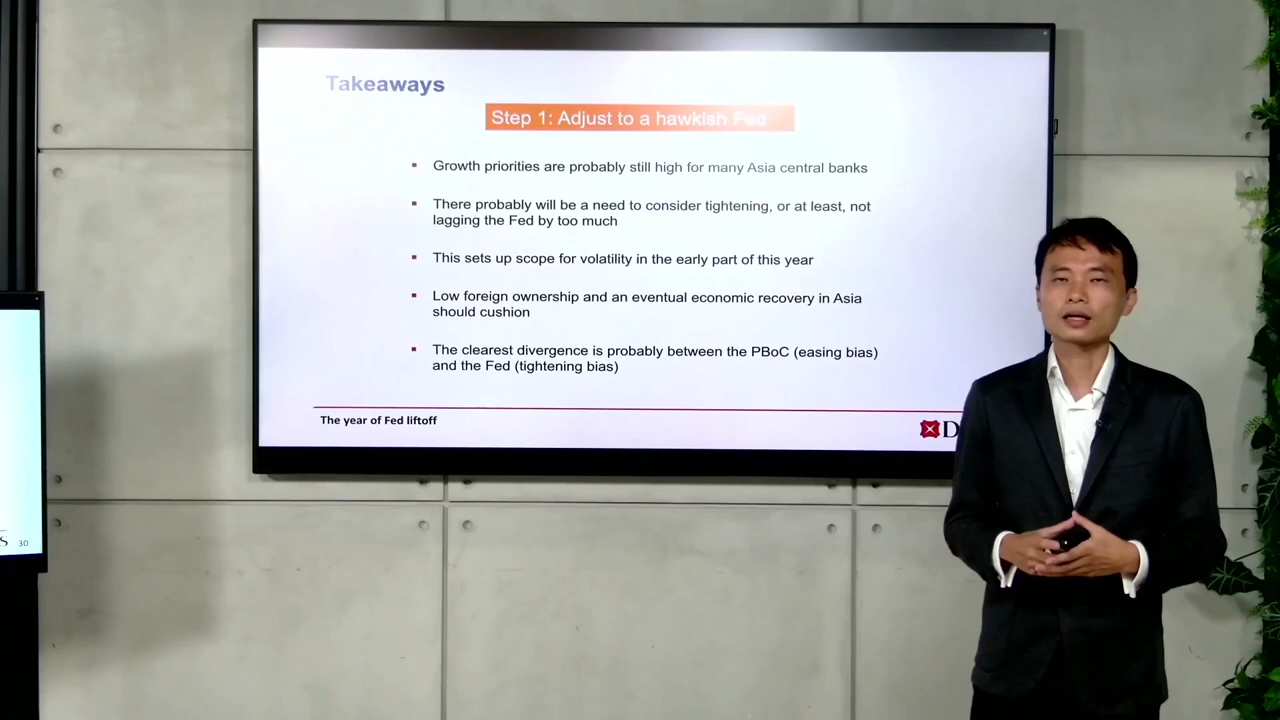 Takeaways
Step 1: Adjust to a hawkish Fed
Growth priorities are probably still high for many Asia central banks
There probably will be a need to consider tightening, or at least, not
lagging the Fed by too much
This sets up scope for volatility in the early part of this year
Low foreign ownership and an eventual economic recovery in Asia
should cushion
The clearest divergence is probably between the PBoC (easing bias)
and the Fed (tightening bias)
The year of Fed liftoff
D
S 30